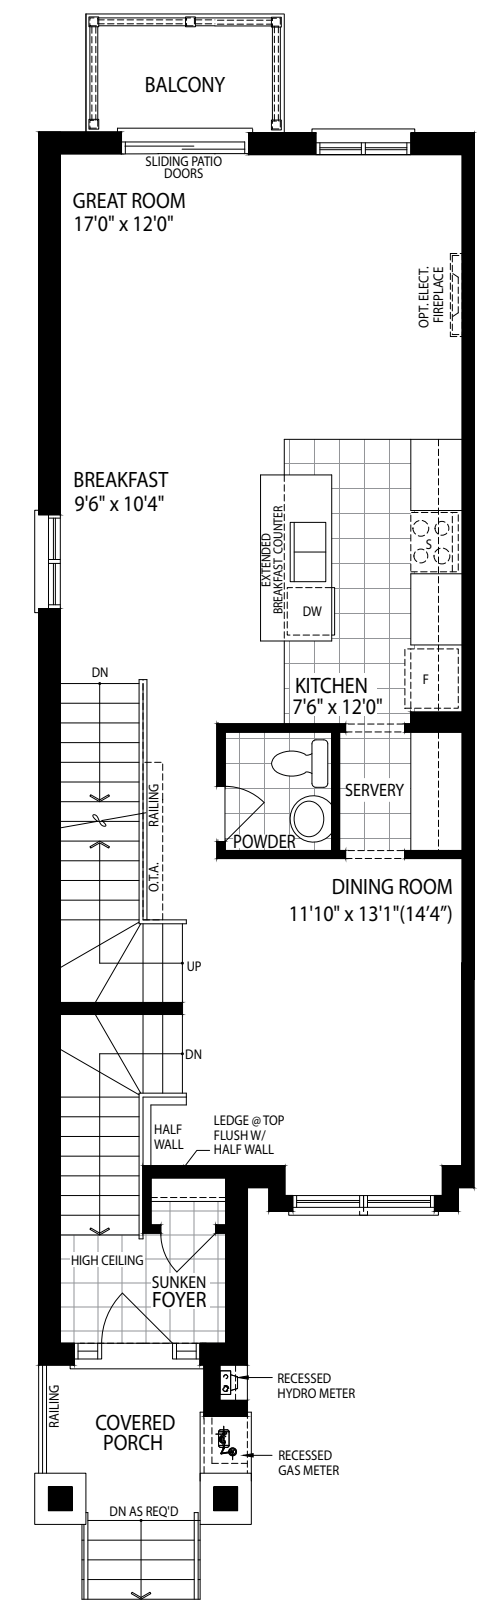 BALCONY
SLIDING PATIO
DOORS
GREAT ROOM
17'0" x 12'0"
OPT. ELECT.
FIREPLACE
BREAKFAST
9'6" x 10'4"
EXTENDED
BREAKFAST COUNTER
S
DW
F
KITCHEN
7'6" x 12'0"
DN
RAILING
O.T.A.
SERVERY
POWDER
DINING ROOM
11'10" x 13'1"(14'4")
UP
DN
HALF
WALL
LEDGE @ TOP
FLUSH W/
HALF WALL
HIGH CEILING
SUNKEN
FOYER
RECESSED
HYDRO METER
RAILING
COVERED
PORCH
RECESSED
GAS METER
DN AS REQ'D